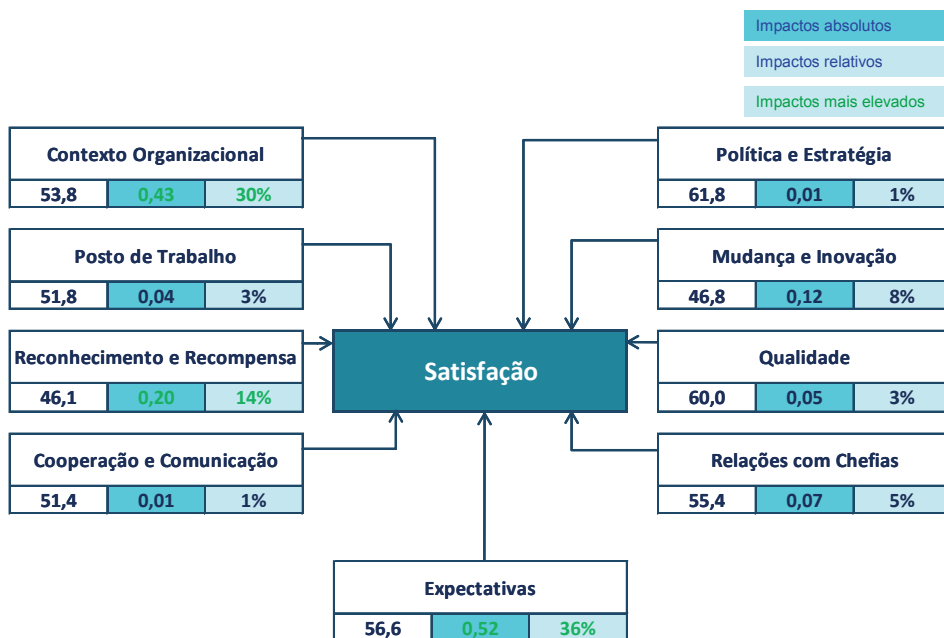 Impactos absolutos
Impactos relativos
Impactos mais elevados
Contexto Organizacional
53,8 0,43 30%
Posto de Trabalho
51,8 0,04 3%
Reconhecimento e Recompensa
46,1 0,20 14%
Cooperação e Comunicação
51,4 0,01 1%
Satisfação
Política e Estratégia
61,8 0,01 1%
Mudança e Inovação
46,8 0,12 8%
Qualidade
60,0 0,05 3%
Relações com Chefias
55,4 0,07 5%
Expectativas
56,6 0,52 36%